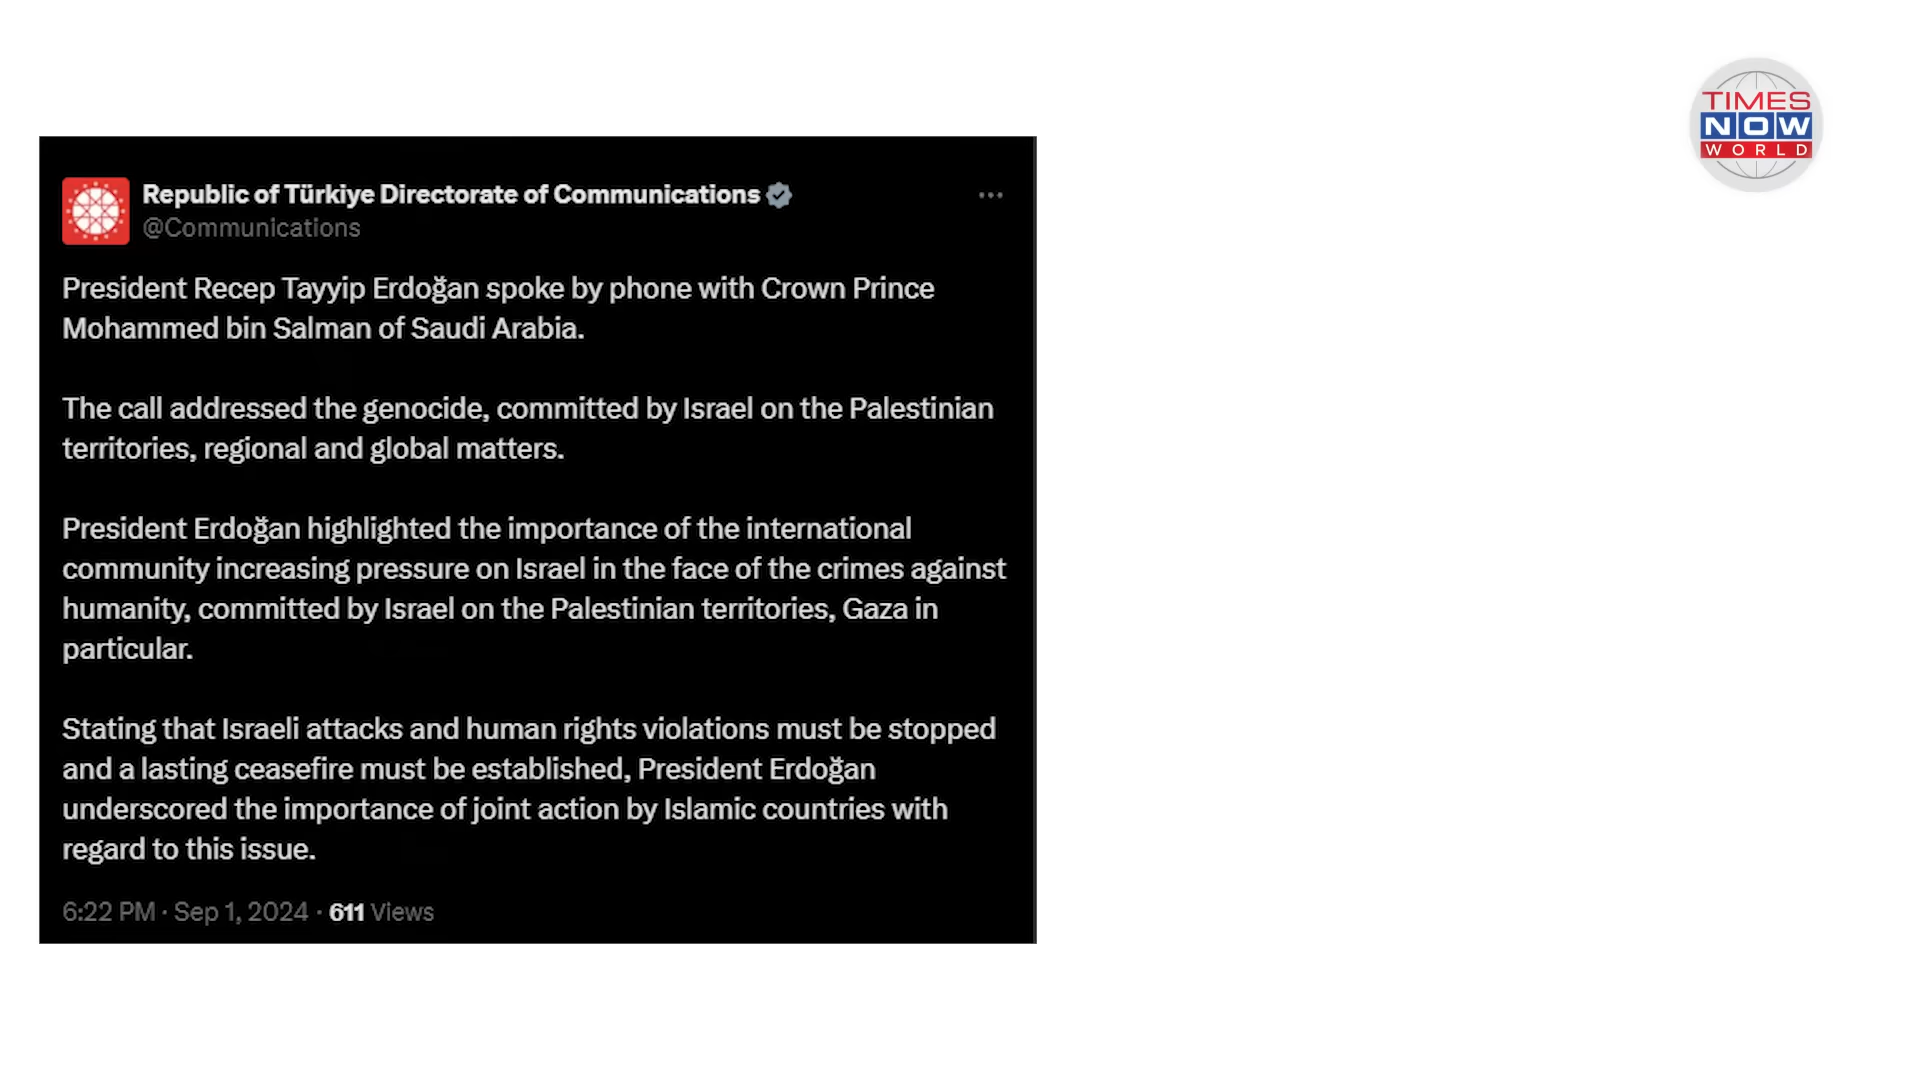 TIMES
NOW
WORLD
Republic of Türkiye Directorate of Communications
@Communications
President Recep Tayyip Erdoğan spoke by phone with Crown Prince
Mohammed bin Salman of Saudi Arabia.
The call addressed the genocide, committed by Israel on the Palestinian
territories, regional and global matters.
President Erdoğan highlighted the importance of the international
community increasing pressure on Israel in the face of the crimes against
humanity, committed by Israel on the Palestinian territories, Gaza in
particular.
Stating that Israeli attacks and human rights violations must be stopped
and a lasting ceasefire must be established, President Erdoğan
underscored the importance of joint action by Islamic countries with
regard to this issue.
6:22 PM · Sep 1, 2024 · 611 Views